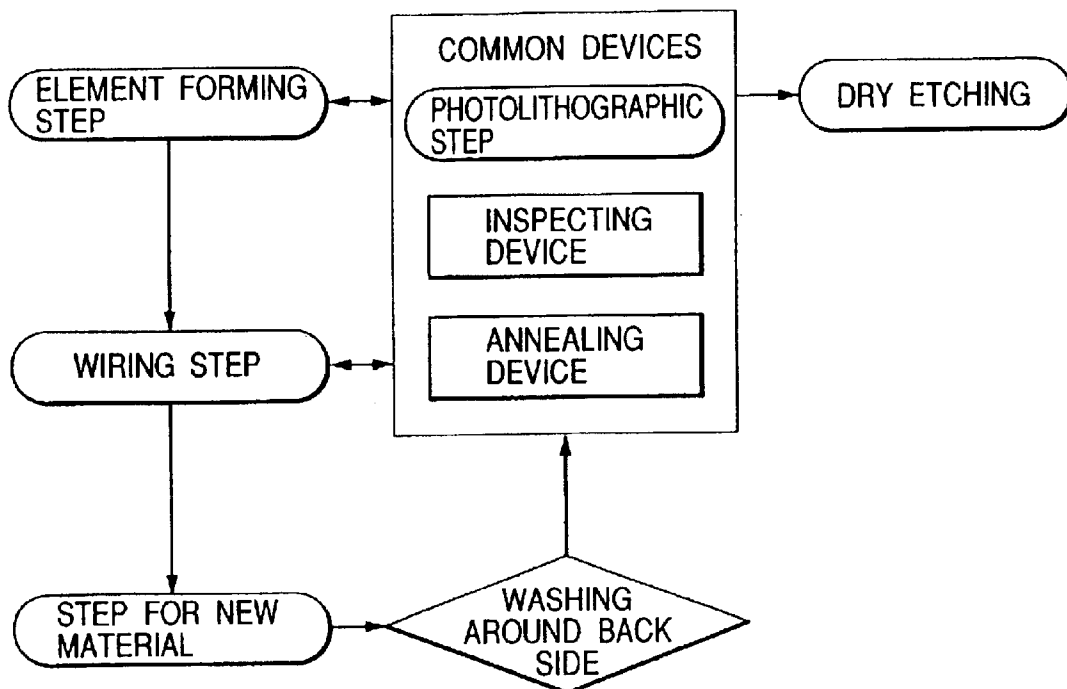 ELEMENT FORMING
STEP
COMMON DEVICES
PHOTOLITHOGRAPHIC
STEP
INSPECTING
DEVICE
ANNEALING
DEVICE
DRY ETCHING
WIRING STEP
STEP FOR NEW
MATERIAL
WASHING
AROUND BACK
SIDE